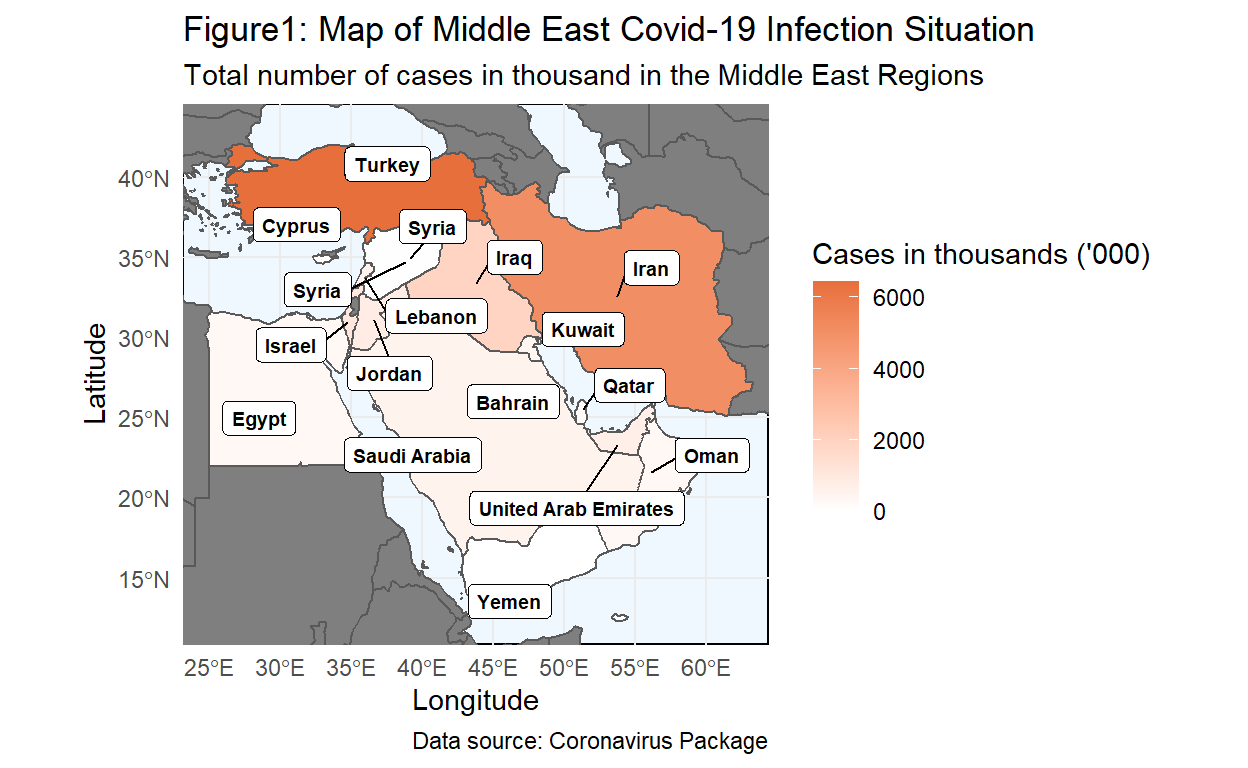 Figure1: Map of Middle East Covid-19 Infection Situation
Total number of cases in thousand in the Middle East Regions
Turkey
40°N
Cyprus
Syria
35°N
Iraq
Iran
Syria
Lebanon
30°N
Kuwait
Israel
Jordan
Qatar
Bahrain
25°N
Egypt
Saudi Arabia
Oman
20°N
United Arab Emirates
15°N
Yemen
Latitude
25°E 30°E 35°E 40°E 45°E 50°E 55°E 60°E
Longitude
Data source: Coronavirus Package
Cases in thousands ('000)
6000
4000
2000
0